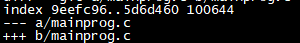 index 9eefc96..5d6d460 100644
--- a/mainprog.c
+++ b/mainprog.c